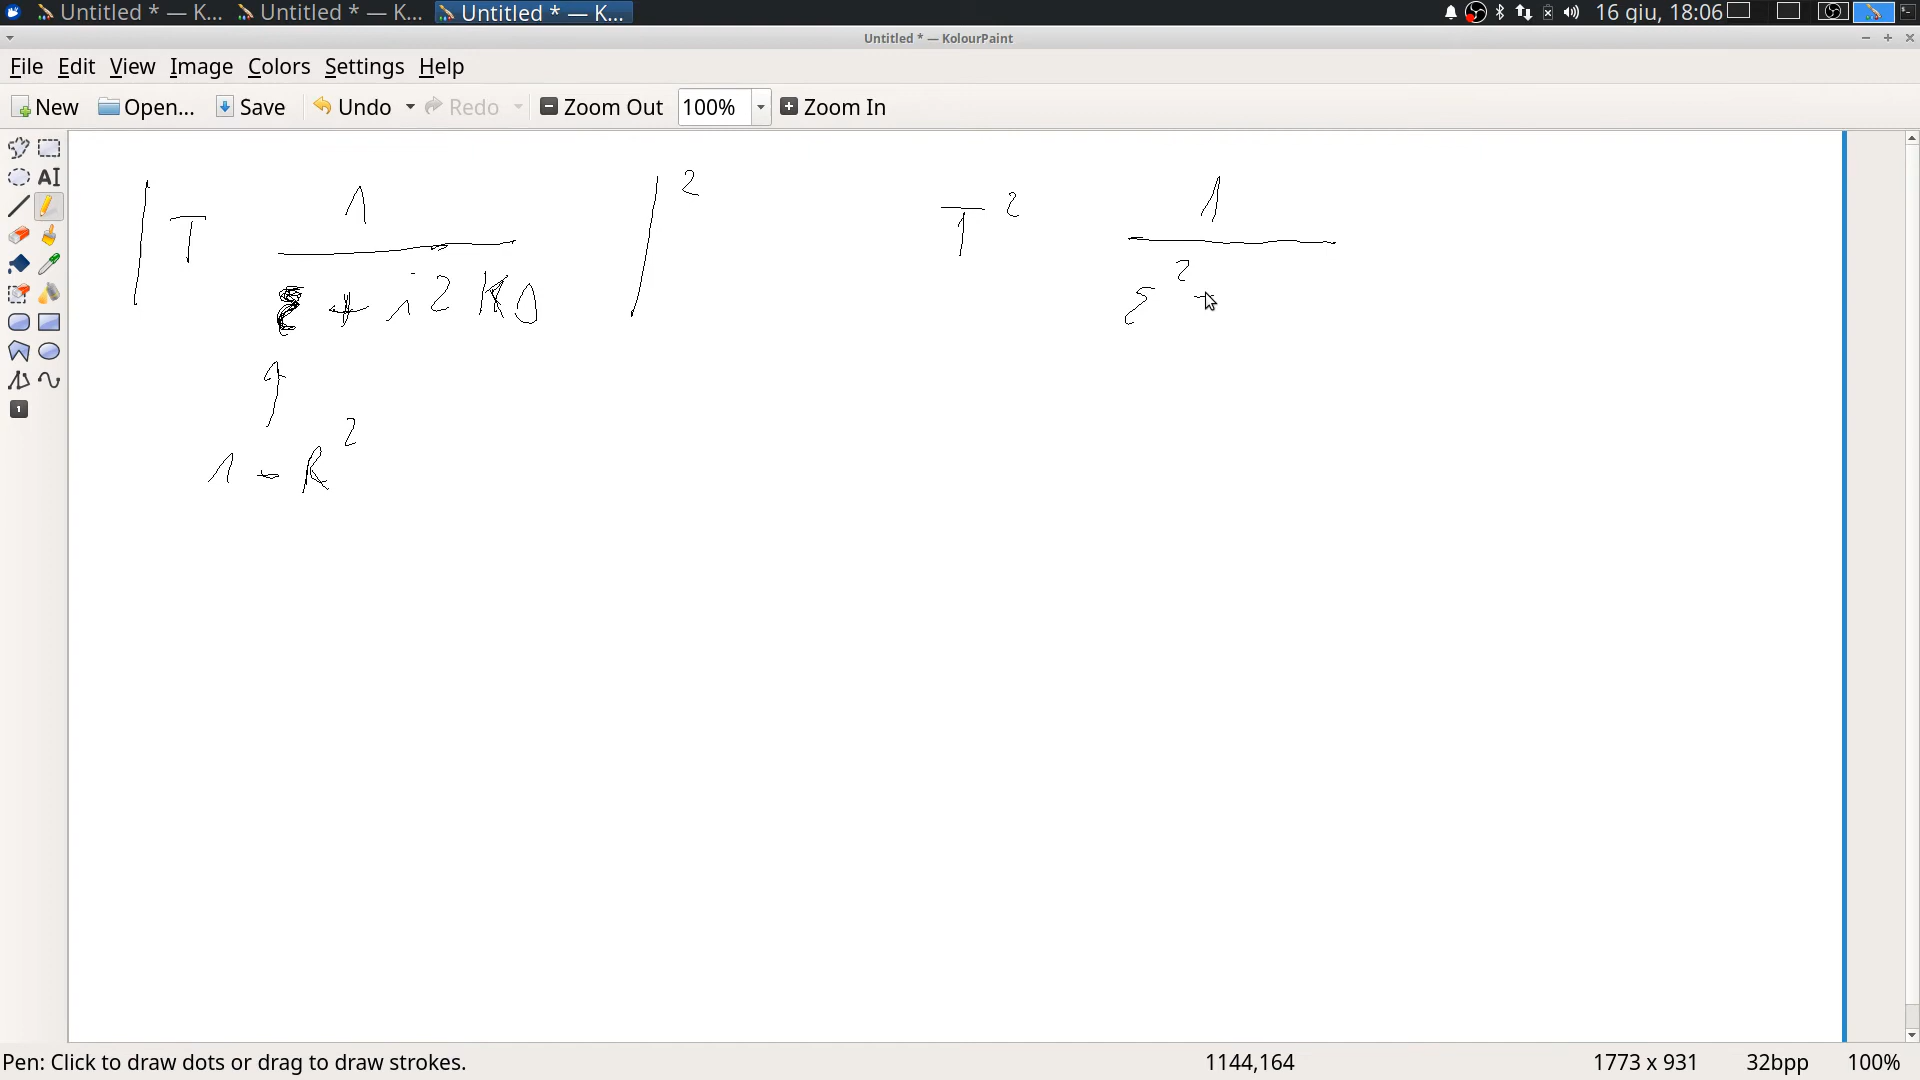 Untitled * — K... Untitled * — K... Untitled * — K... 16 giu, 18:06
Untitled * — KolourPaint
File Edit View Image Colors Settings Help
New Open... Save Undo Redo Zoom Out 100% Zoom In
AI
1
T 1 2 T 2 1
+ i 2 K 2 +
1 - k 2
Pen: Click to draw dots or drag to draw strokes. 1144,164 1773 x 931 32bpp 100%